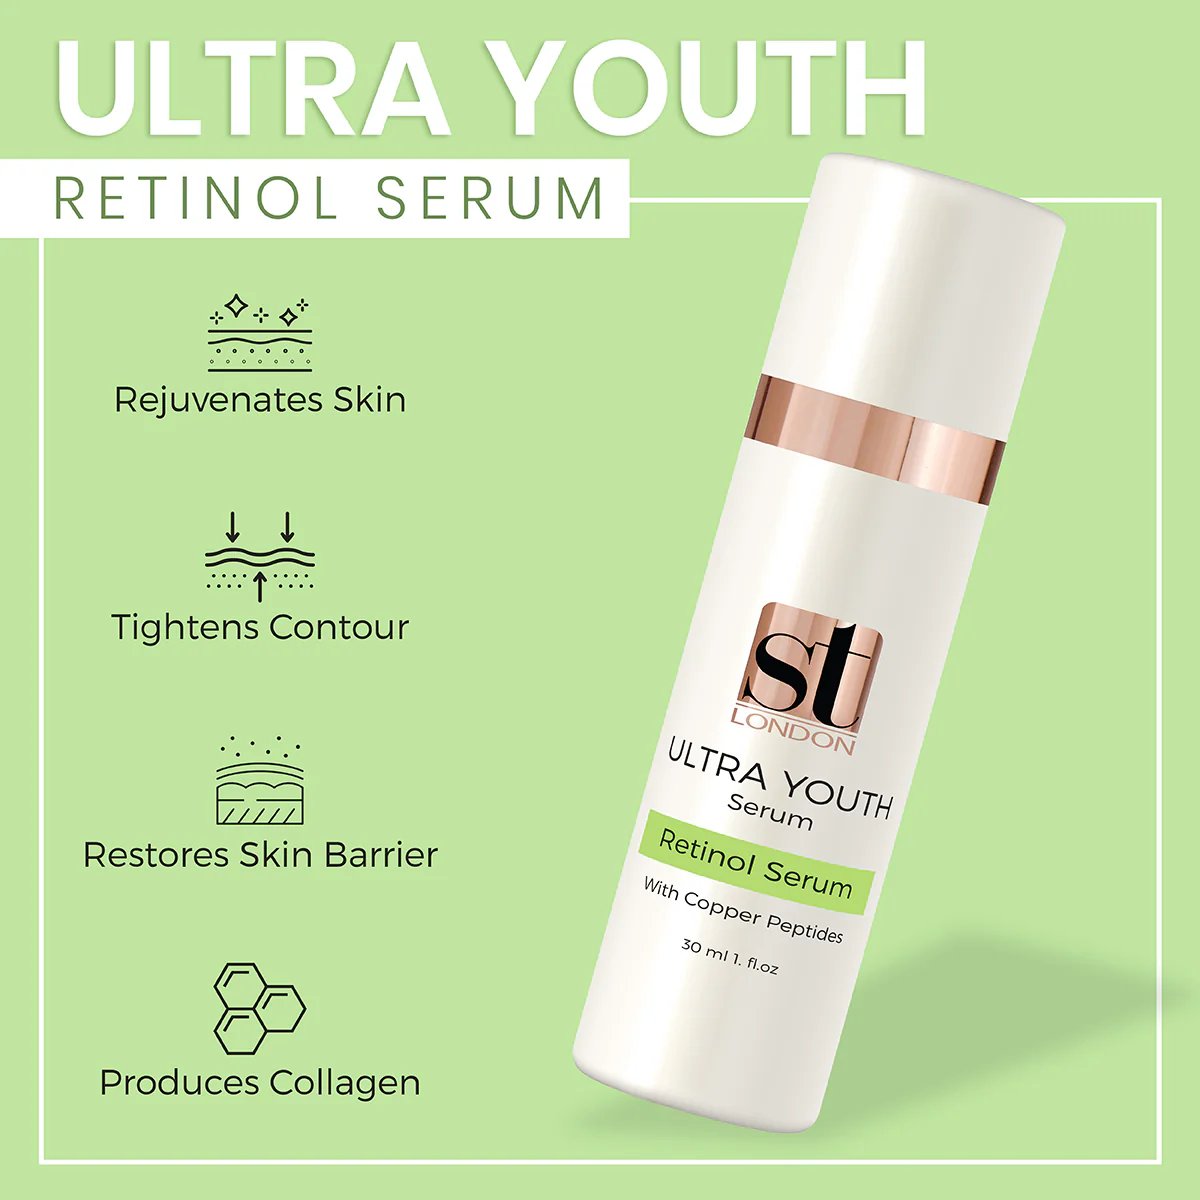 ULTRA YOUTH
RETINOL SERUM
Rejuvenates Skin
Tightens Contour
Restores Skin Barrier
Produces Collagen
st
LONDON
ULTRA YOUTH
Serum
Retinol Serum
With Copper Peptides
30 ml 1. fl.oz